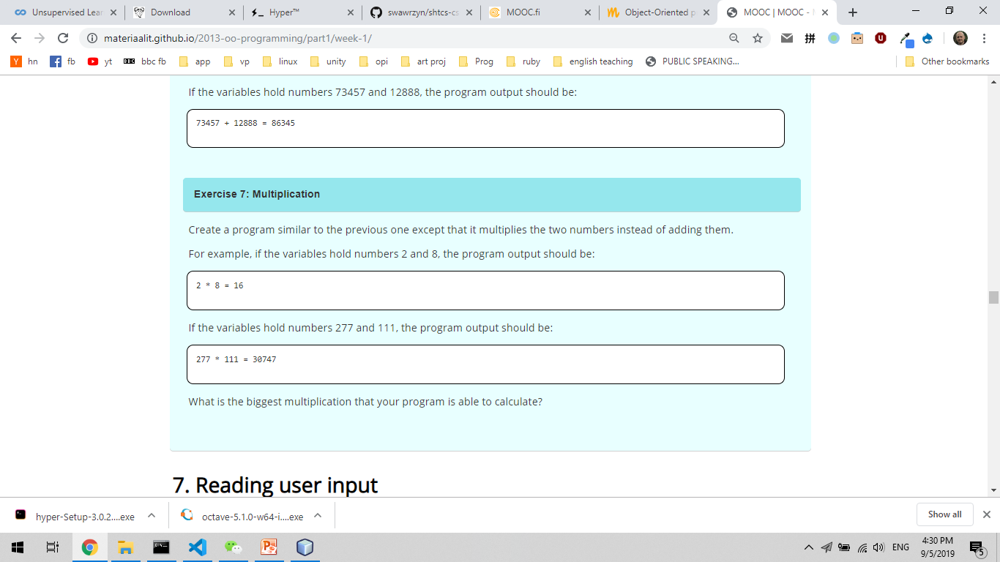 Unsupervised Lear
Download
Hyper™
swawrzyn/shtcs-cs
MOOC.fi
Object-Oriented p
MOOC | MOOC -
materiaalit.github.io/2013-oo-programming/part1/week-1/
hn
fb
yt
BBC bbc fb
app
vp
linux
unity
opi
art proj
Prog
ruby
english teaching
PUBLIC SPEAKING...
Other bookmarks
If the variables hold numbers 73457 and 12888, the program output should be:
73457 + 12888 = 86345
Exercise 7: Multiplication
Create a program similar to the previous one except that it multiplies the two numbers instead of adding them.
For example, if the variables hold numbers 2 and 8, the program output should be:
2 * 8 = 16
If the variables hold numbers 277 and 111, the program output should be:
277 * 111 = 30747
What is the biggest multiplication that your program is able to calculate?
7. Reading user input
hyper-Setup-3.0.2....exe
octave-5.1.0-w64-i....exe
Show all
ENG
4:30 PM
9/5/2019
5